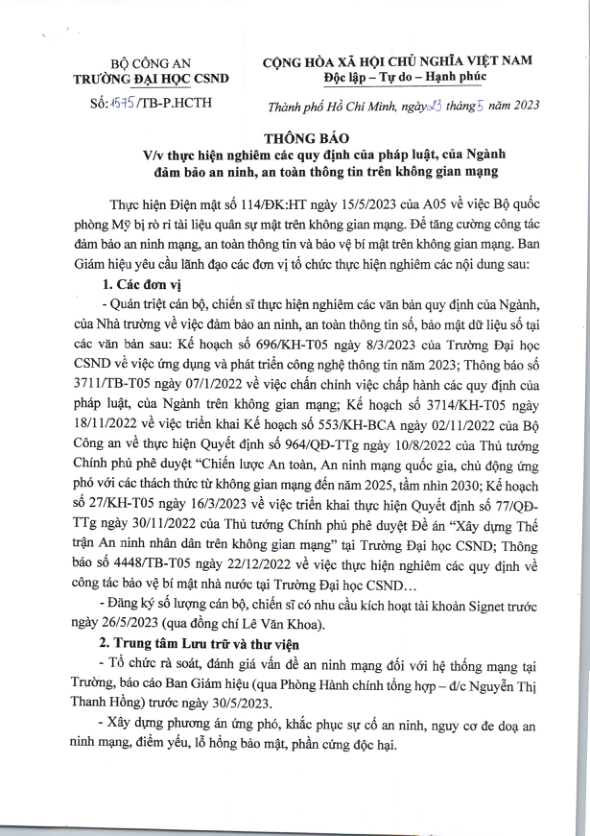 BỘ CÔNG AN
TRƯỜNG ĐẠI HỌC CSND
Số: 1575/TB-P.HCTH
CỘNG HÒA XÃ HỘI CHỦ NGHĨA VIỆT NAM
Độc lập – Tự do – Hạnh phúc
Thành phố Hồ Chí Minh, ngày 23 tháng 5 năm 2023
THÔNG BÁO
V/v thực hiện nghiêm các quy định của pháp luật, của Ngành
đảm bảo an ninh, an toàn thông tin trên không gian mạng
Thực hiện Điện mật số 114/ĐK:HT ngày 15/5/2023 của A05 về việc Bộ quốc
phòng Mỹ bị rò rỉ tài liệu quân sự mật trên không gian mạng. Để tăng cường công tác
đảm bảo an ninh mạng, an toàn thông tin và bảo vệ bí mật trên không gian mạng. Ban
Giám hiệu yêu cầu lãnh đạo các đơn vị tổ chức thực hiện nghiêm các nội dung sau:
1. Các đơn vị
- Quán triệt cán bộ, chiến sĩ thực hiện nghiêm các văn bản quy định của Ngành,
của Nhà trường về việc đảm bảo an ninh, an toàn thông tin số, bảo mật dữ liệu số tại
các văn bản sau: Kế hoạch số 696/KH-T05 ngày 8/3/2023 của Trường Đại học
CSND về việc ứng dụng và phát triển công nghệ thông tin năm 2023; Thông báo số
3711/TB-T05 ngày 07/1/2022 về việc chấn chỉnh việc chấp hành các quy định của
pháp luật, của Ngành trên không gian mạng; Kế hoạch số 3714/KH-T05 ngày
18/11/2022 về việc triển khai Kế hoạch số 553/KH-BCA ngày 02/11/2022 của Bộ
Công an về thực hiện Quyết định số 964/QĐ-TTg ngày 10/8/2022 của Thủ tướng
Chính phủ phê duyệt “Chiến lược An toàn, An ninh mạng quốc gia, chủ động ứng
phó với các thách thức từ không gian mạng đến năm 2025, tầm nhìn 2030; Kế hoạch
số 27/KH-T05 ngày 16/3/2023 về việc triển khai thực hiện Quyết định số 77/QĐ-
TTg ngày 30/11/2022 của Thủ tướng Chính phủ phê duyệt Đề án “Xây dựng Thế
trận An ninh nhân dân trên không gian mạng” tại Trường Đại học CSND; Thông
báo số 4448/TB-T05 ngày 22/12/2022 về việc thực hiện nghiêm các quy định về
công tác bảo vệ bí mật nhà nước tại Trường Đại học CSND…
- Đăng ký số lượng cán bộ, chiến sĩ có nhu cầu kích hoạt tài khoản Signet trước
ngày 26/5/2023 (qua đồng chí Lê Văn Khoa).
2. Trung tâm Lưu trữ và thư viện
- Tổ chức rà soát, đánh giá vấn đề an ninh mạng đối với hệ thống mạng tại
Trường, báo cáo Ban Giám hiệu (qua Phòng Hành chính tổng hợp – đ/c Nguyễn Thị
Thanh Hồng) trước ngày 30/5/2023.
- Xây dựng phương án ứng phó, khắc phục sự cố an ninh, nguy cơ đe doạ an
ninh mạng, điểm yếu, lỗ hổng bảo mật, phần cứng độc hại.